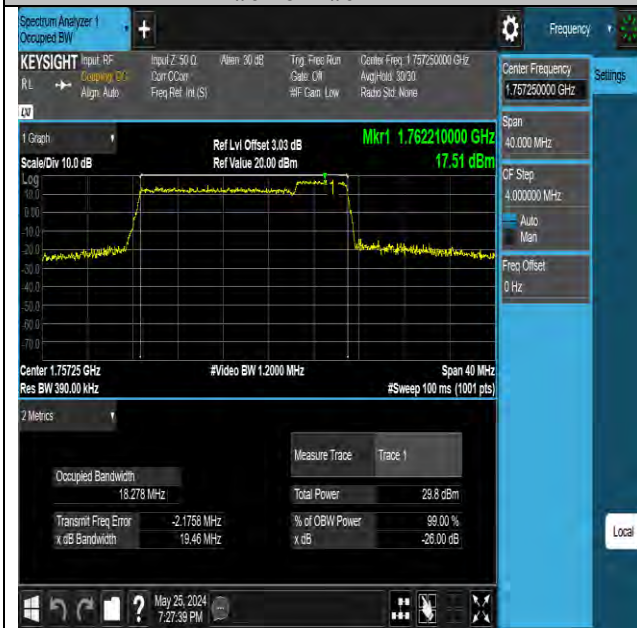 Spectrum Analyzer 1
Occupied BW
+
Frequency
KEYSIGHT Input: RF
RL Coupling: DC
Align: Auto
Input Z: 50 Ω
Corr CCorr
Freq Ref: Int (S)
Atten: 30 dB
Trig: Free Run
Gate: Off
#IF Gain: Low
Center Freq: 1.757250000 GHz
Avg|Hold: 30/30
Radio Std: None
Center Frequency
1.757250000 GHz
Settings
Span
40.000 MHz
CF Step
4.000000 MHz
Auto
Man
Freq Offset
0 Hz
Local
1 Graph
Scale/Div 10.0 dB
Ref Lvl Offset 3.03 dB
Ref Value 20.00 dBm
Mkr1 1.762210000 GHz
17.51 dBm
Log
10.0
0.00
-10.0
-20.0
-30.0
-40.0
-50.0
-60.0
-70.0
Center 1.75725 GHz
Res BW 390.00 kHz
#Video BW 1.2000 MHz
Span 40 MHz
#Sweep 100 ms (1001 pts)
2 Metrics
Measure Trace Trace 1
Occupied Bandwidth
18.278 MHz
Total Power 29.8 dBm
Transmit Freq Error -2.1758 MHz
% of OBW Power 99.00 %
x dB Bandwidth 19.46 MHz
x dB -26.00 dB
?
May 25, 2024
7:27:39 PM